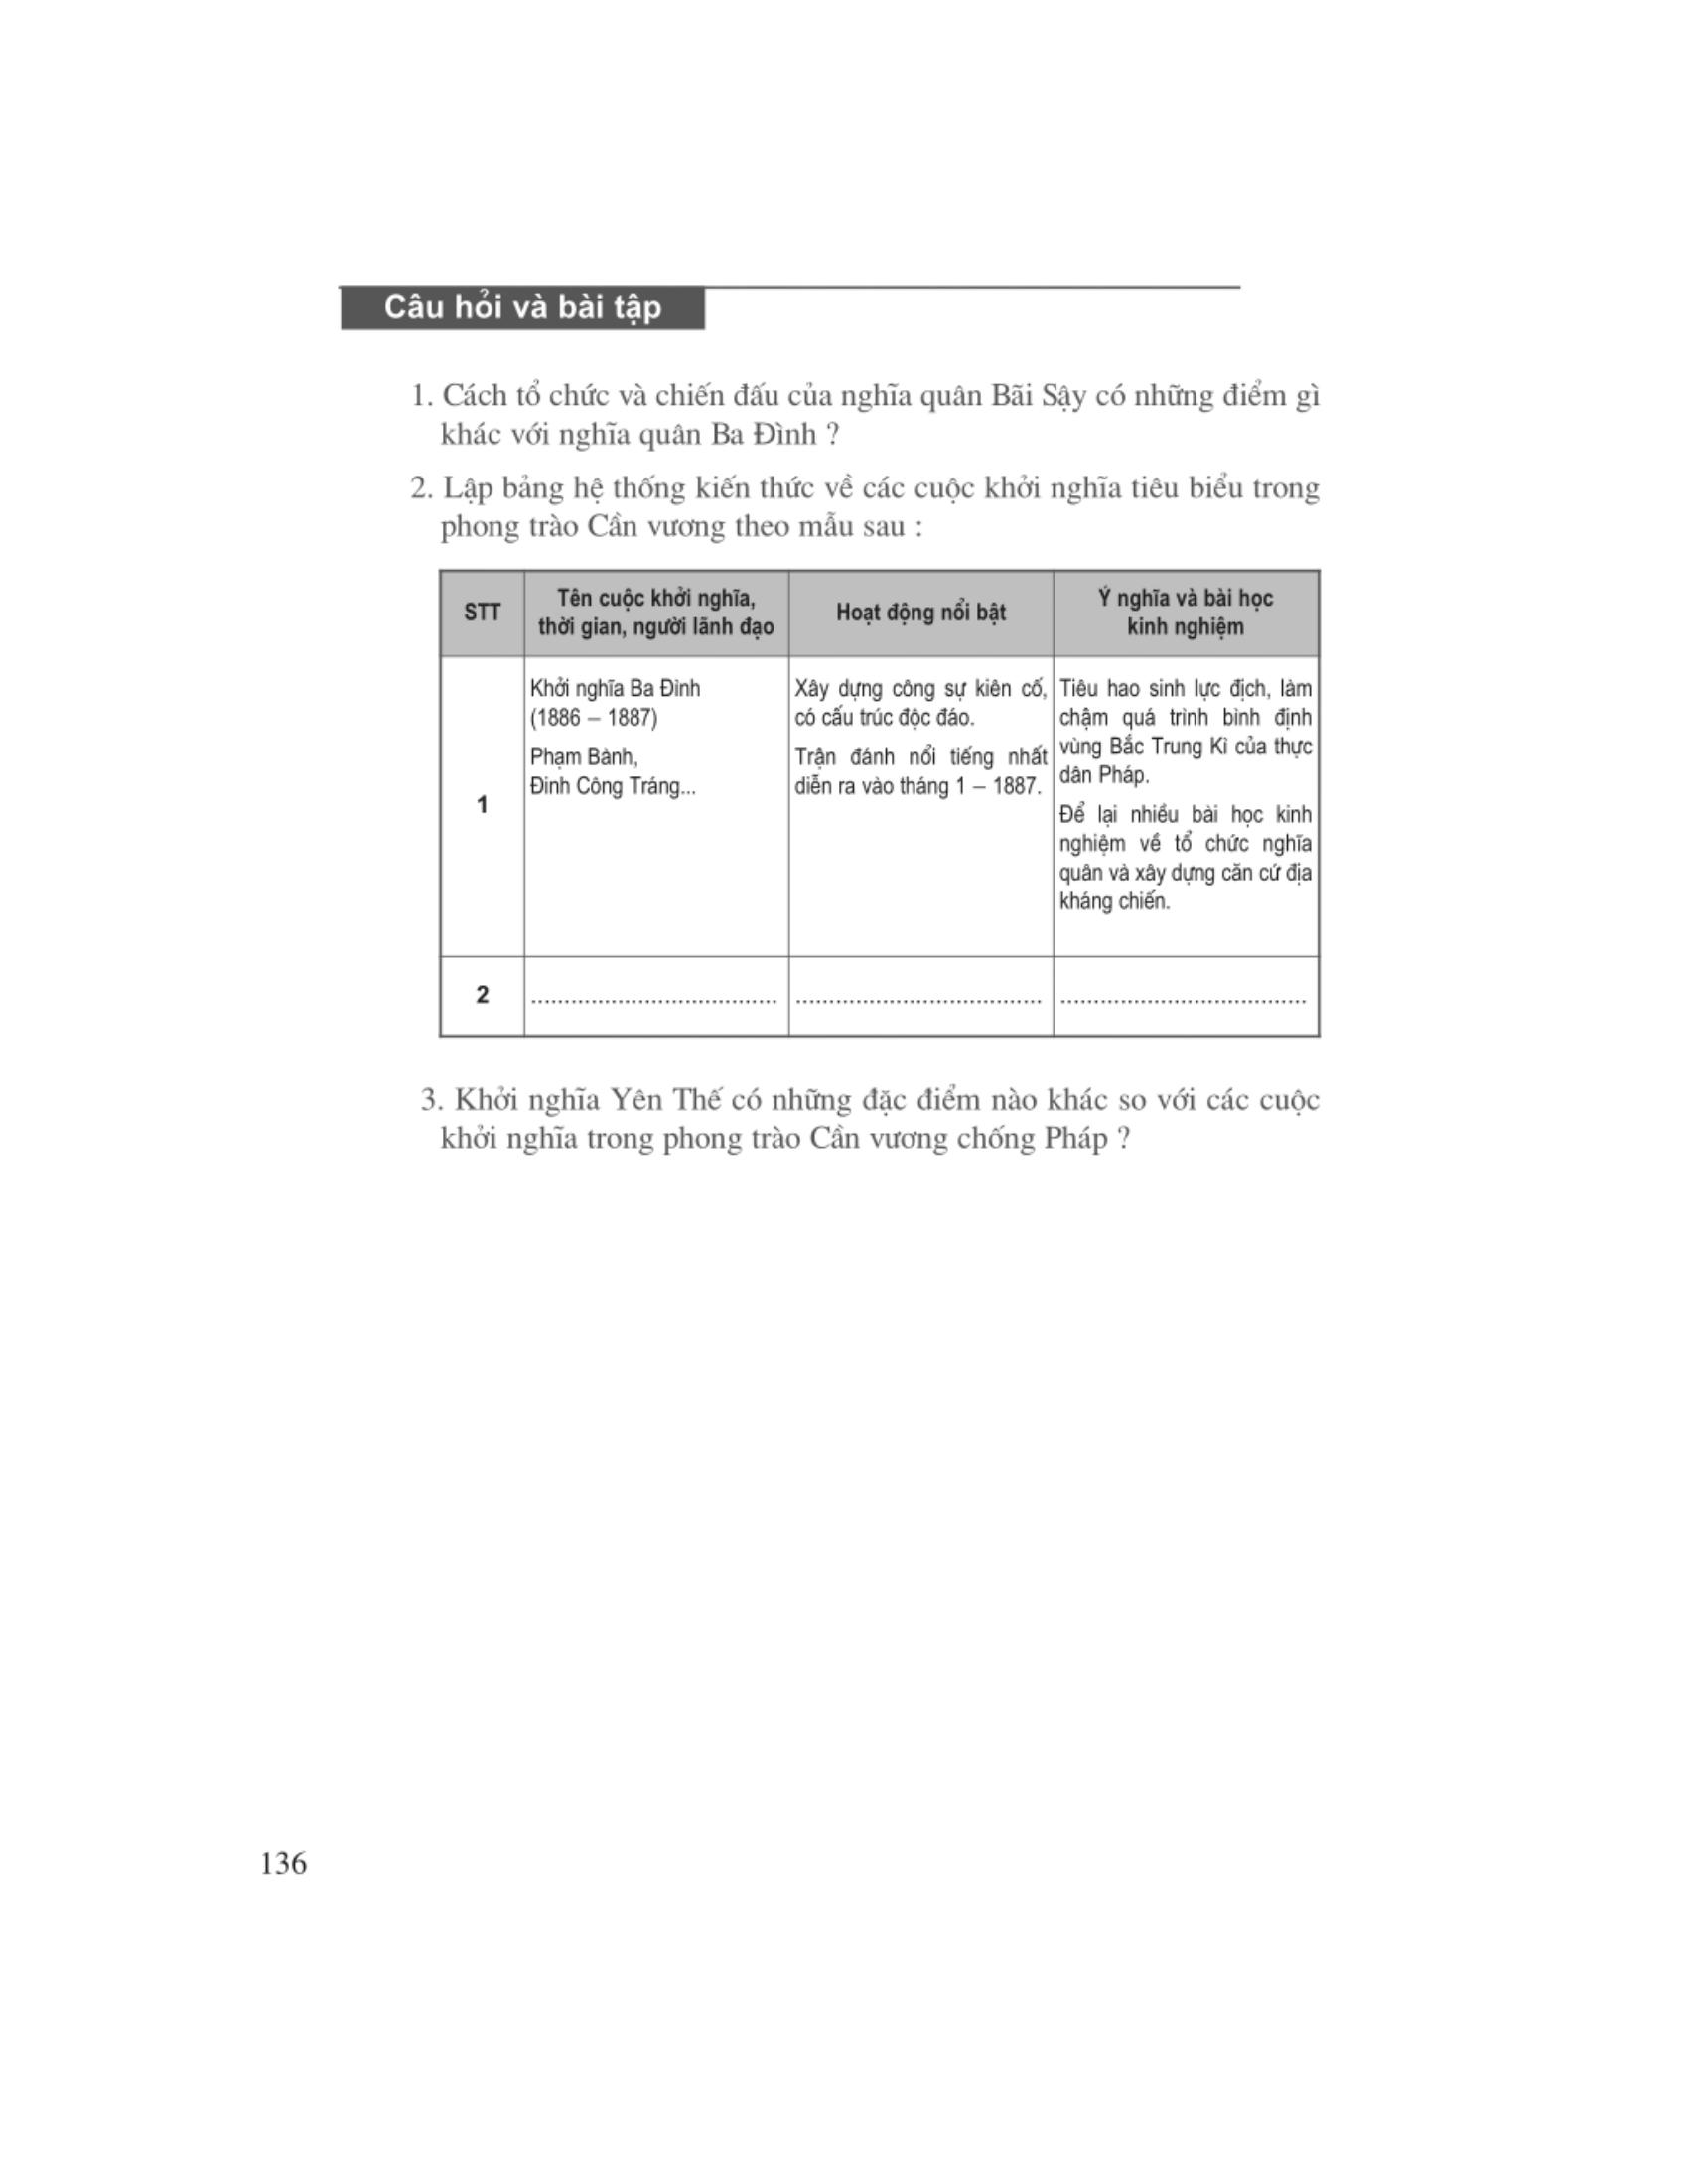 Câu hỏi và bài tập
1. Cách tổ chức và chiến đấu của nghĩa quân Bãi Sậy có những điểm gì
khác với nghĩa quân Ba Đình ?
2. Lập bảng hệ thống kiến thức về các cuộc khởi nghĩa tiêu biểu trong
phong trào Cần vương theo mẫu sau :
STT
Tên cuộc khởi nghĩa,
thời gian, người lãnh đạo
Hoạt động nổi bật
Ý nghĩa và bài học
kinh nghiệm
1
Khởi nghĩa Ba Đình
(1886 – 1887)
Phạm Bành,
Đinh Công Tráng...
Xây dựng công sự kiên cố,
có cấu trúc độc đáo.
Trận đánh nổi tiếng nhất
diễn ra vào tháng 1 – 1887.
Tiêu hao sinh lực địch, làm
chậm quá trình bình định
vùng Bắc Trung Kì của thực
dân Pháp.
Để lại nhiều bài học kinh
nghiệm về tổ chức nghĩa
quân và xây dựng căn cứ địa
kháng chiến.
2
.....................................
.....................................
.....................................
3. Khởi nghĩa Yên Thế có những đặc điểm nào khác so với các cuộc
khởi nghĩa trong phong trào Cần vương chống Pháp ?
136